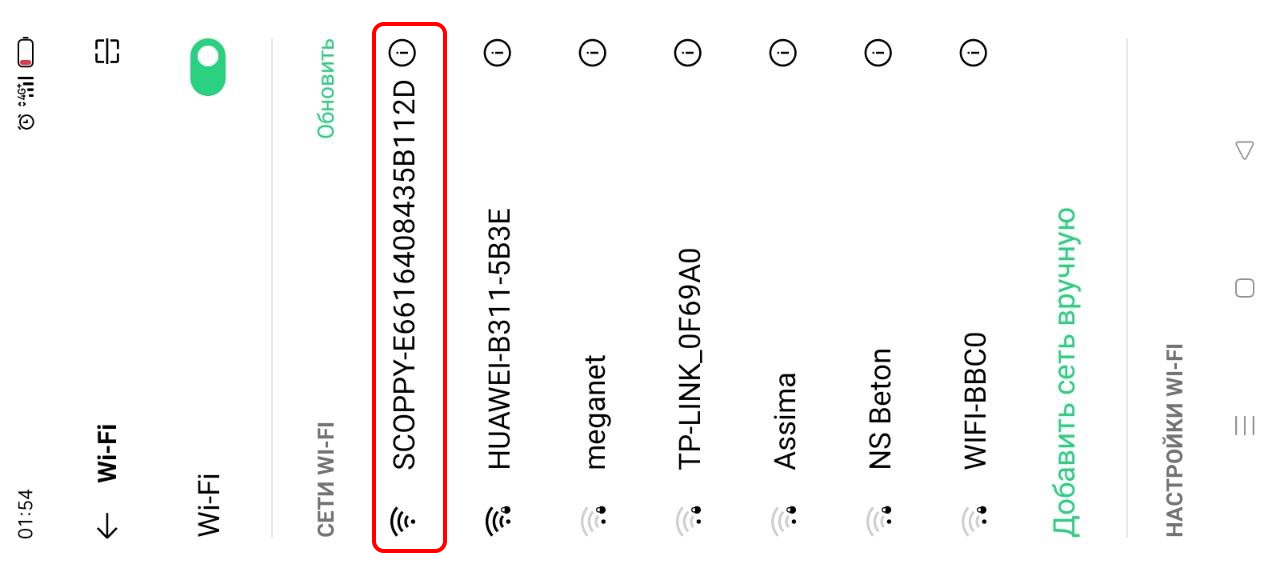 01:54
4G+
Wi-Fi
Wi-Fi
СЕТИ WI-FI Обновить
SCOPPY-E6616408435B112D
HUAWEI-B311-5B3E
meganet
TP-LINK_0F69A0
Assima
NS Beton
WIFI-BBC0
Добавить сеть вручную
НАСТРОЙКИ WI-FI